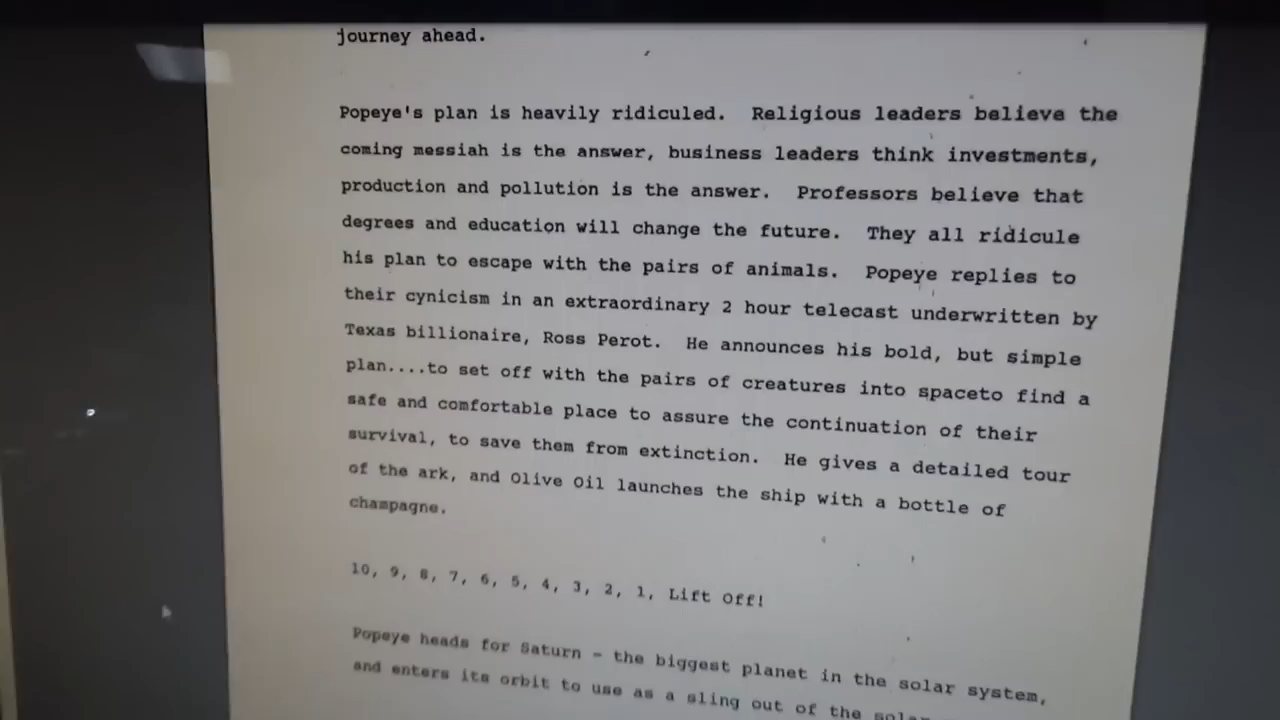 journey ahead.
Popeye's plan is heavily ridiculed. Religious leaders believe the
coming messiah is the answer, business leaders think investments,
production and pollution is the answer. Professors believe that
degrees and education will change the future. They all ridicule
his plan to escape with the pairs of animals. Popeye replies to
their cynicism in an extraordinary 2 hour telecast underwritten by
Texas billionaire, Ross Perot. He announces his bold, but simple
plan....to set off with the pairs of creatures into spaceto find a
safe and comfortable place to assure the continuation of their
survival, to save them from extinction. He gives a detailed tour
of the ark, and Olive Oil launches the ship with a bottle of
champagne.
10, 9, 8, 7, 6, 5, 4, 3, 2, 1, Lift Off!
Popeye heads for Saturn - the biggest planet in the solar system,
and enters its orbit to use as a sling out of the solar